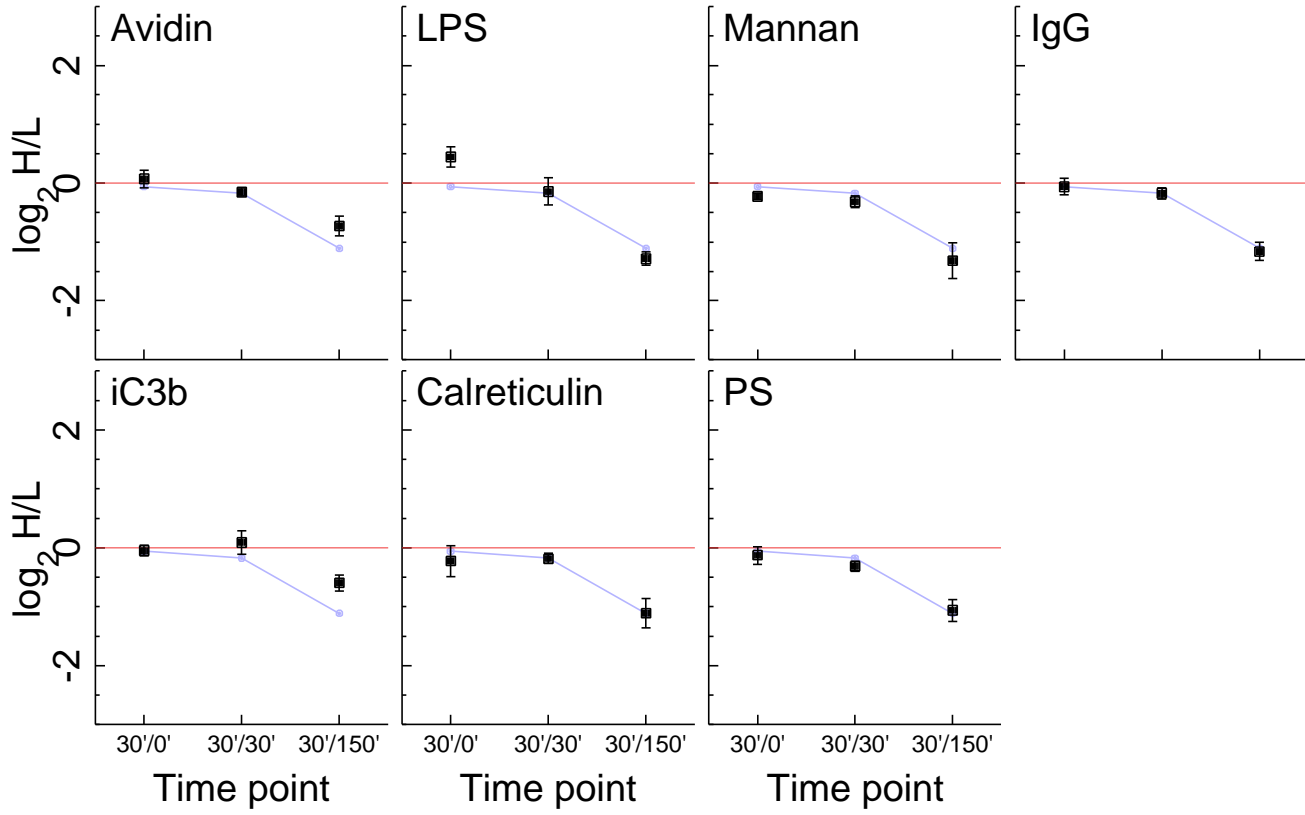 Avidin
LPS
Mannan
IgG
2
0
-2
log2 H/L
iC3b
Calreticulin
PS
2
0
-2
log2 H/L
30'/0' 30'/30' 30'/150'
30'/0' 30'/30' 30'/150'
30'/0' 30'/30' 30'/150'
Time point
Time point
Time point